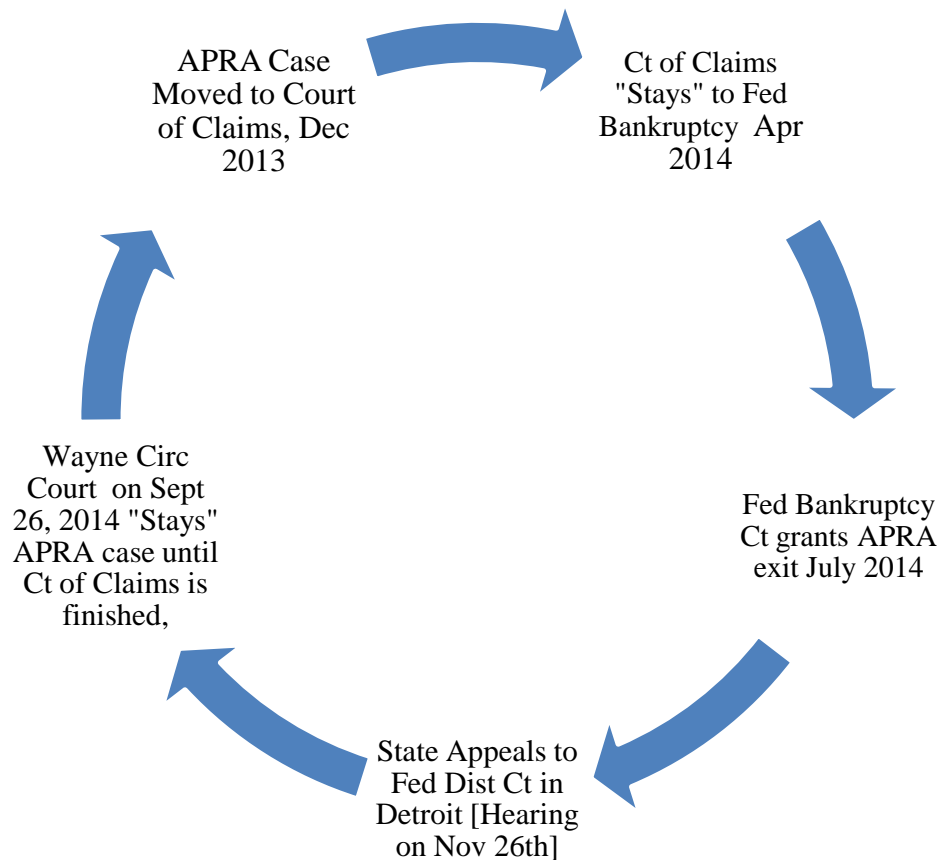 APRA Case
Moved to Court
of Claims, Dec
2013
Ct of Claims
"Stays" to Fed
Bankruptcy Apr
2014
Fed Bankruptcy
Ct grants APRA
exit July 2014
State Appeals to
Fed Dist Ct in
Detroit [Hearing
on Nov 26th]
Wayne Circ
Court on Sept
26, 2014 "Stays"
APRA case until
Ct of Claims is
finished,